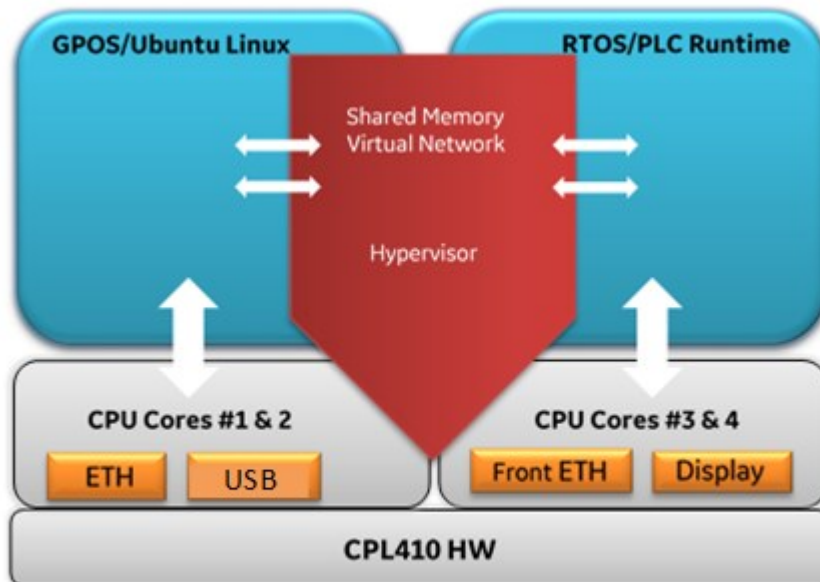 GPOS/Ubuntu Linux
RTOS/PLC Runtime
Shared Memory
Virtual Network
Hypervisor
CPU Cores #1 & 2
CPU Cores #3 & 4
ETH
USB
Front ETH
Display
CPL410 HW